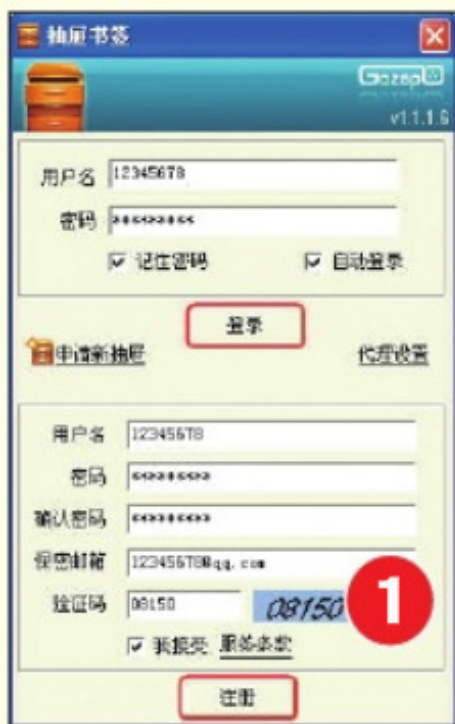 抽屉书签
Gozap
v1.1.1.6
用户名 12345678
密码 *********
记住密码 自动登录
登录
申请新抽屉 代理设置
用户名 12345678
密码 *********
确认密码 *********
保密邮箱 12345678@qq.com
验证码 08150 08150
1
我接受 服务条款
注册